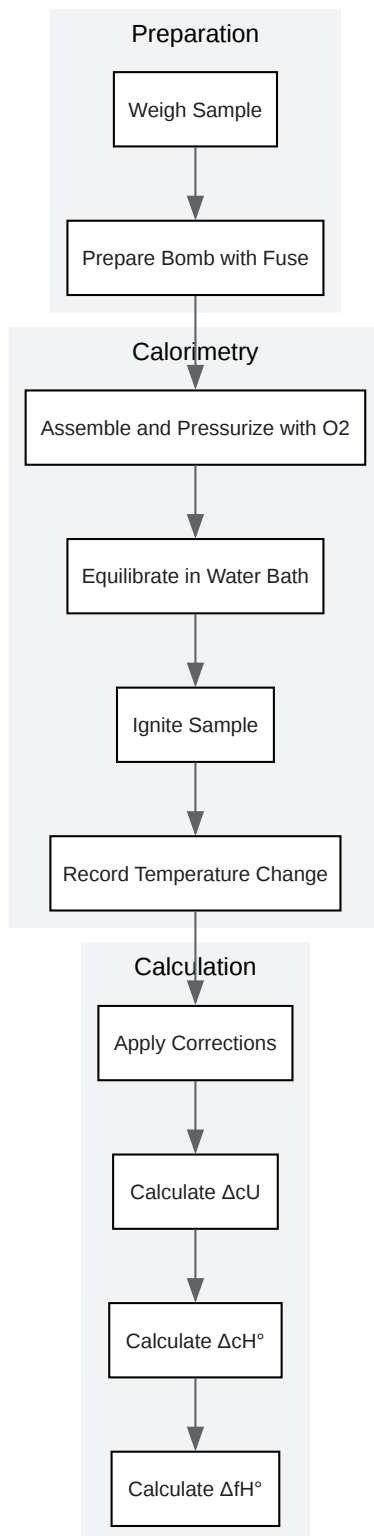 Preparation
Weigh Sample
Prepare Bomb with Fuse
Calorimetry
Assemble and Pressurize with O2
Equilibrate in Water Bath
Ignite Sample
Record Temperature Change
Calculation
Apply Corrections
Calculate ΔcU
Calculate ΔcH°
Calculate ΔfH°